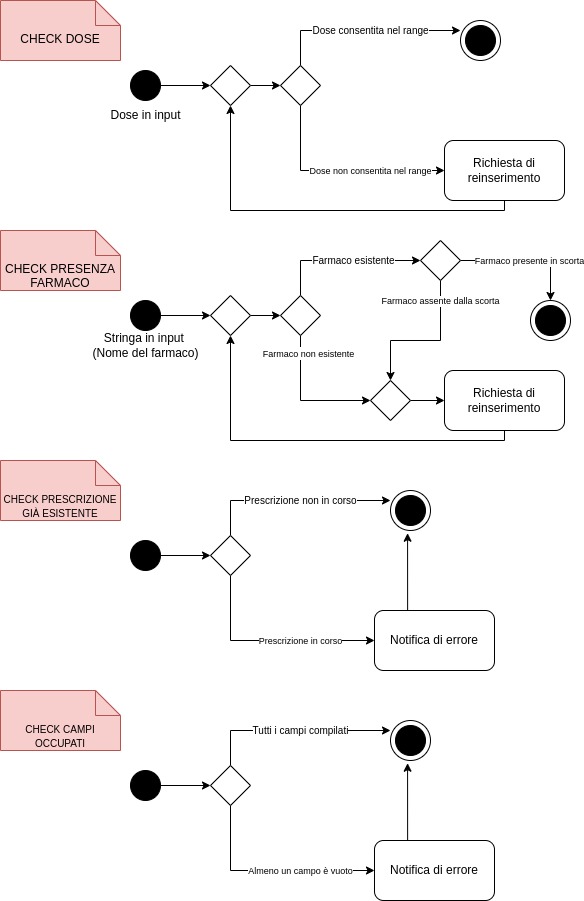 CHECK DOSE
Dose consentita nel range
Dose in input
Dose non consentita nel range
Richiesta di
reinserimento
CHECK PRESENZA
FARMACO
Farmaco esistente
Farmaco presente in scorta
Farmaco assente dalla scorta
Stringa in input
(Nome del farmaco)
Farmaco non esistente
Richiesta di
reinserimento
CHECK PRESCRIZIONE
GIÀ ESISTENTE
Prescrizione non in corso
Prescrizione in corso
Notifica di errore
CHECK CAMPI
OCCUPATI
Tutti i campi compilati
Almeno un campo è vuoto
Notifica di errore